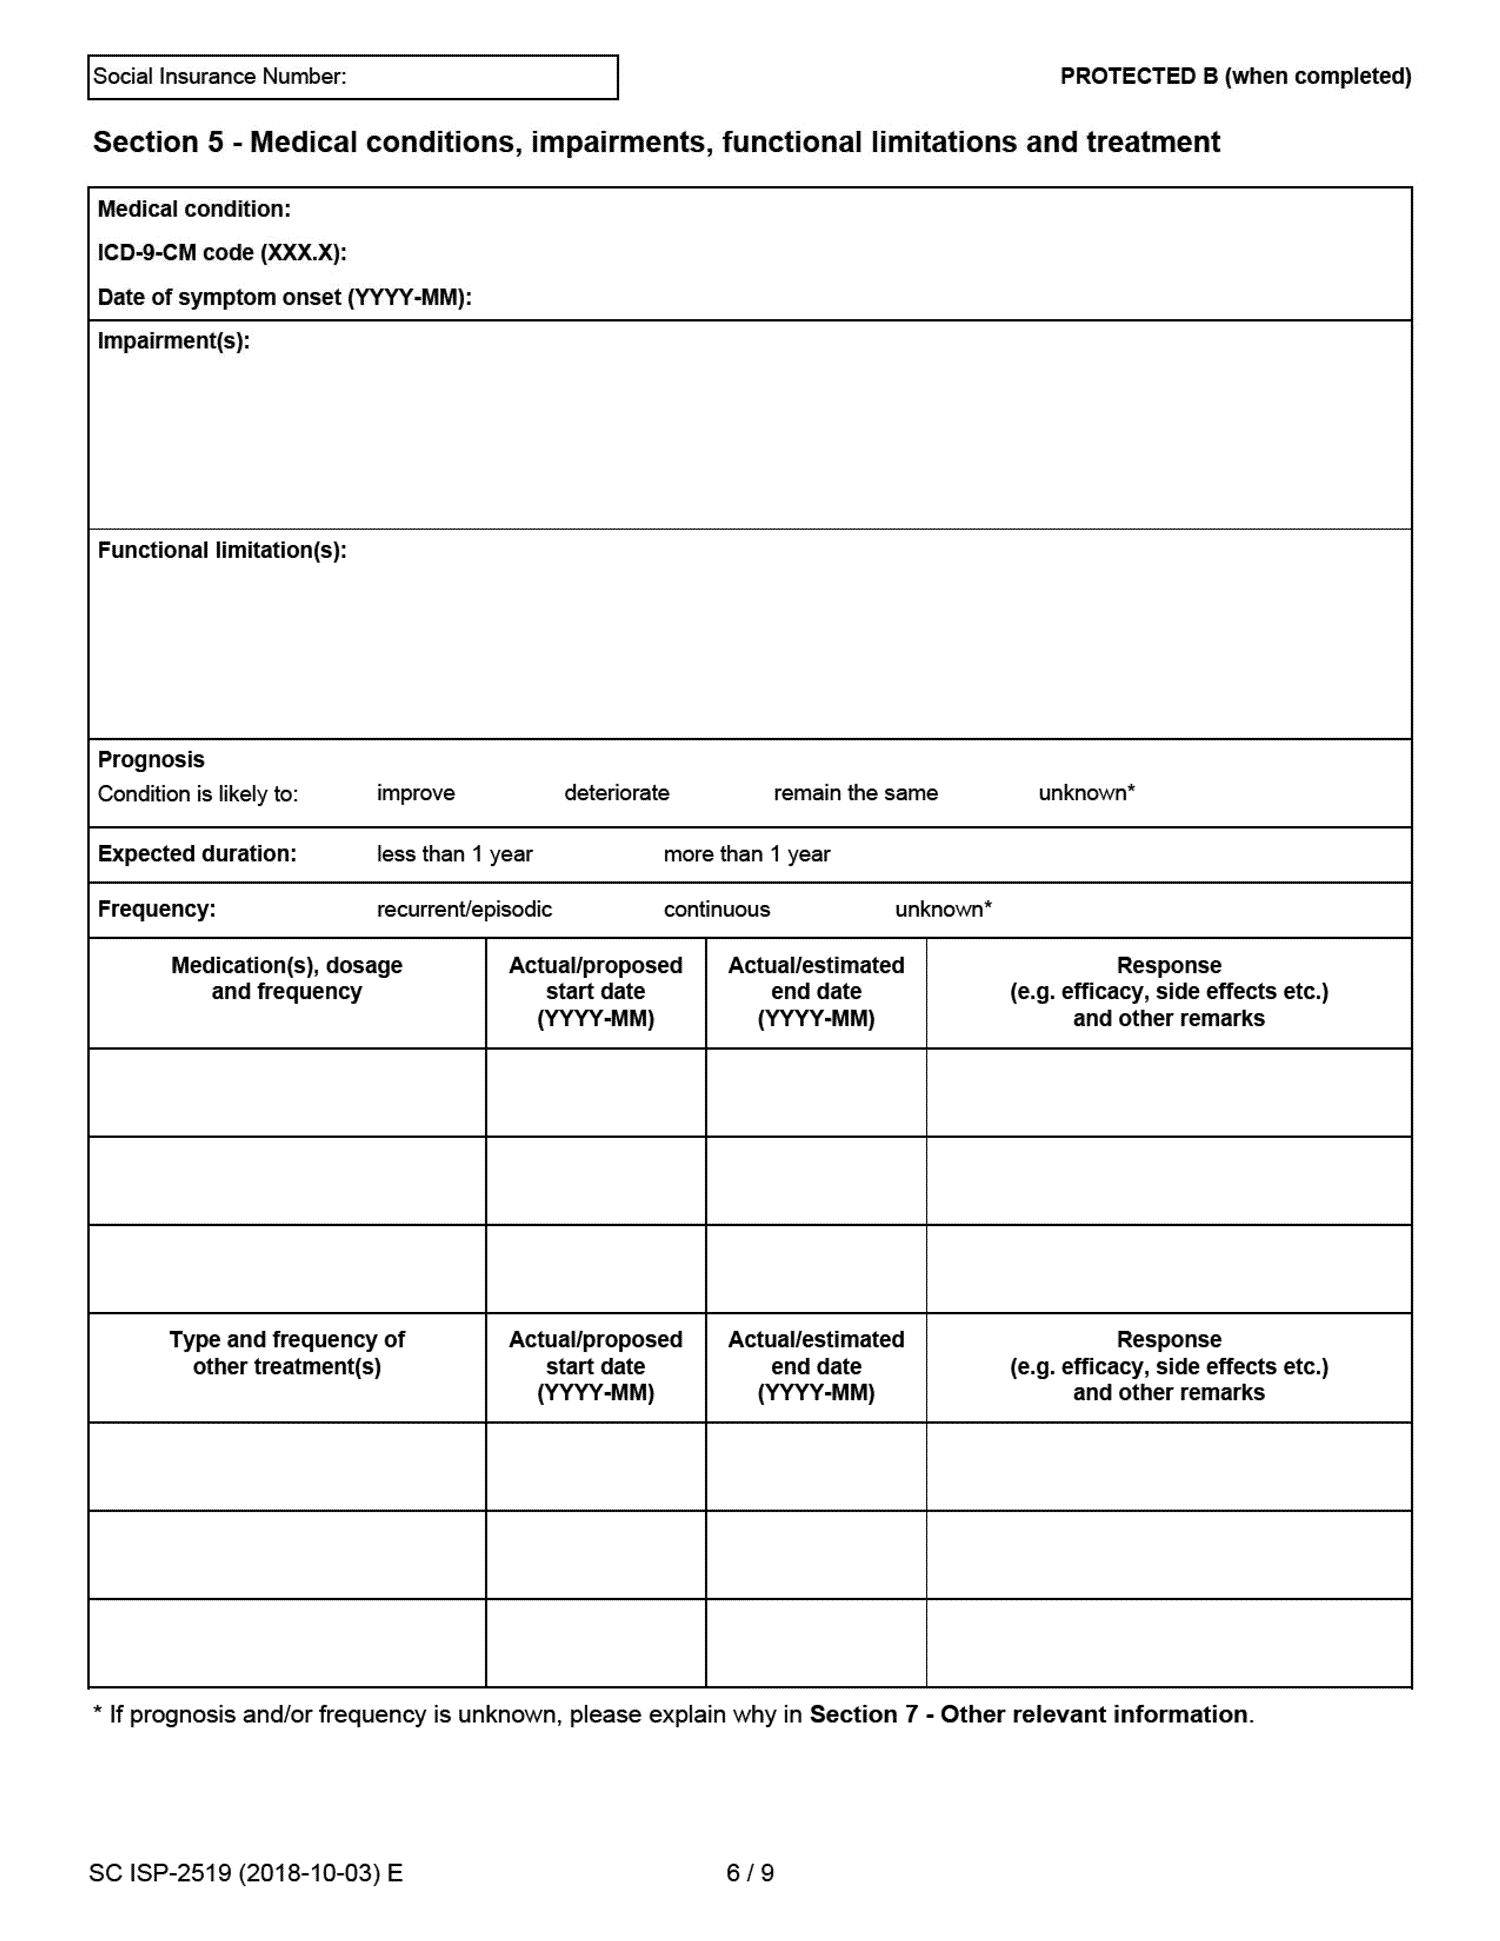 Social Insurance Number:
PROTECTED B (when completed)
Section 5 - Medical conditions, impairments, functional limitations and treatment
Medical condition:
ICD-9-CM code (XXX.X):
Date of symptom onset (YYYY-MM):
Impairment(s):
Functional limitation(s):
Prognosis
Condition is likely to: improve deteriorate remain the same unknown*
Expected duration: less than 1 year more than 1 year
Frequency: recurrent/episodic continuous unknown*
Medication(s), dosage
and frequency
Actual/proposed
start date
(YYYY-MM)
Actual/estimated
end date
(YYYY-MM)
Response
(e.g. efficacy, side effects etc.)
and other remarks
Type and frequency of
other treatment(s)
Actual/proposed
start date
(YYYY-MM)
Actual/estimated
end date
(YYYY-MM)
Response
(e.g. efficacy, side effects etc.)
and other remarks
* If prognosis and/or frequency is unknown, please explain why in Section 7 - Other relevant information.
SC ISP-2519 (2018-10-03) E
6 / 9